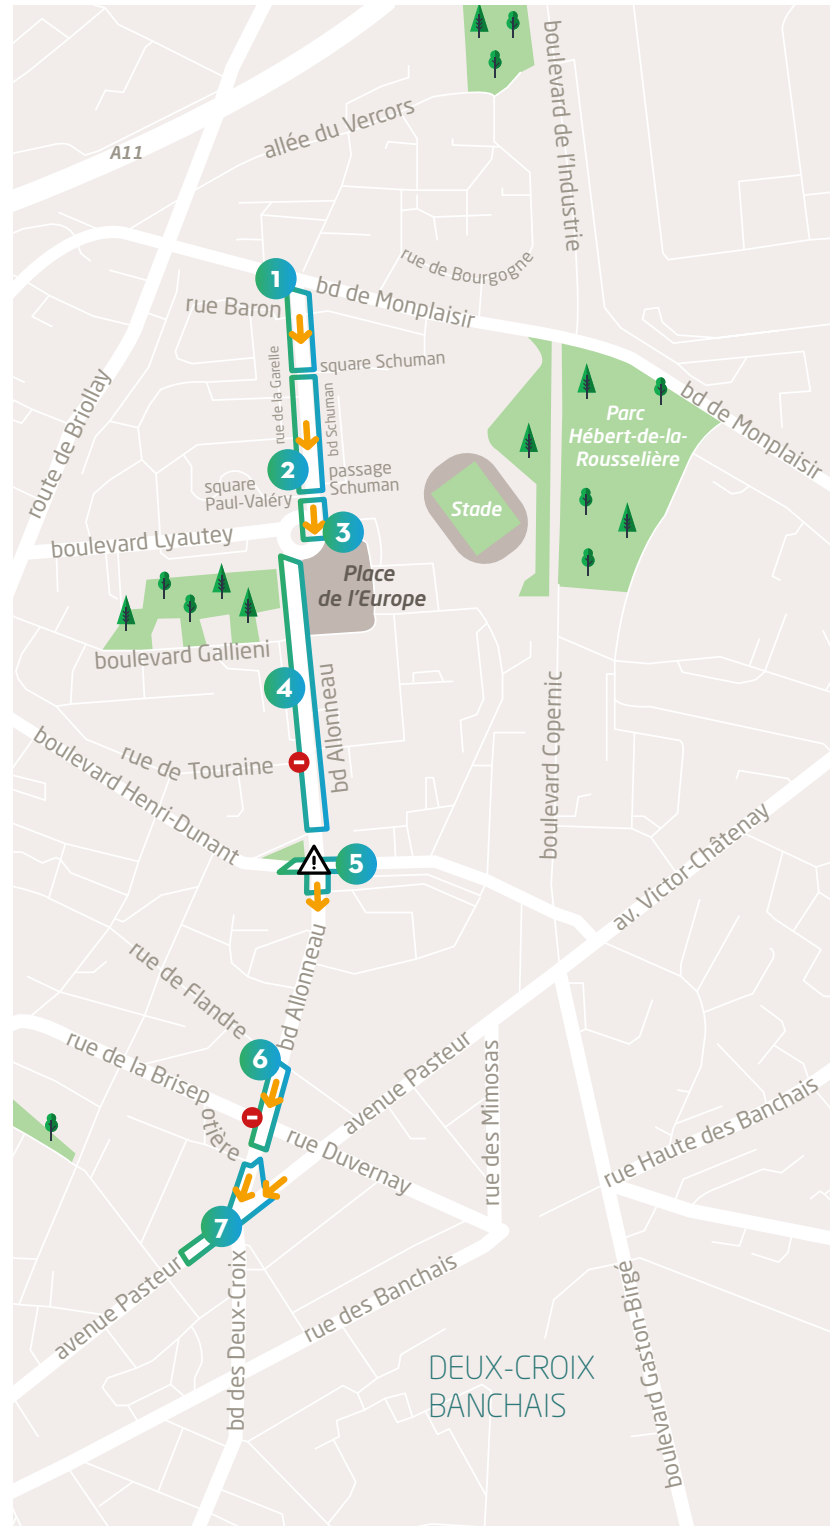 allée du Vercors
boulevard de l'Industrie
A11
rue de Bourgogne
1
bd de Monplaisir
rue Baron
square Schuman
rue de la Garelle
bd Schuman
route de Briollay
bd de Monplaisir
Parc
Hébert-de-la-
Rousselière
2
passage
Schuman
square
Paul-Valéry
Stade
3
boulevard Lyautey
Place
de l'Europe
boulevard Gallieni
4
bd Allonneau
boulevard Copernic
rue de Touraine
boulevard Henri-Dunant
5
av. Victor-Châtenay
bd Allonneau
rue de Flandre
6
rue de la Brisepotière
avenue Pasteur
rue des Mimosas
rue Duvernay
rue Haute des Banchais
7
avenue Pasteur
bd des Deux-Croix
rue des Banchais
boulevard Gaston-Birgé
DEUX-CROIX
BANCHAIS